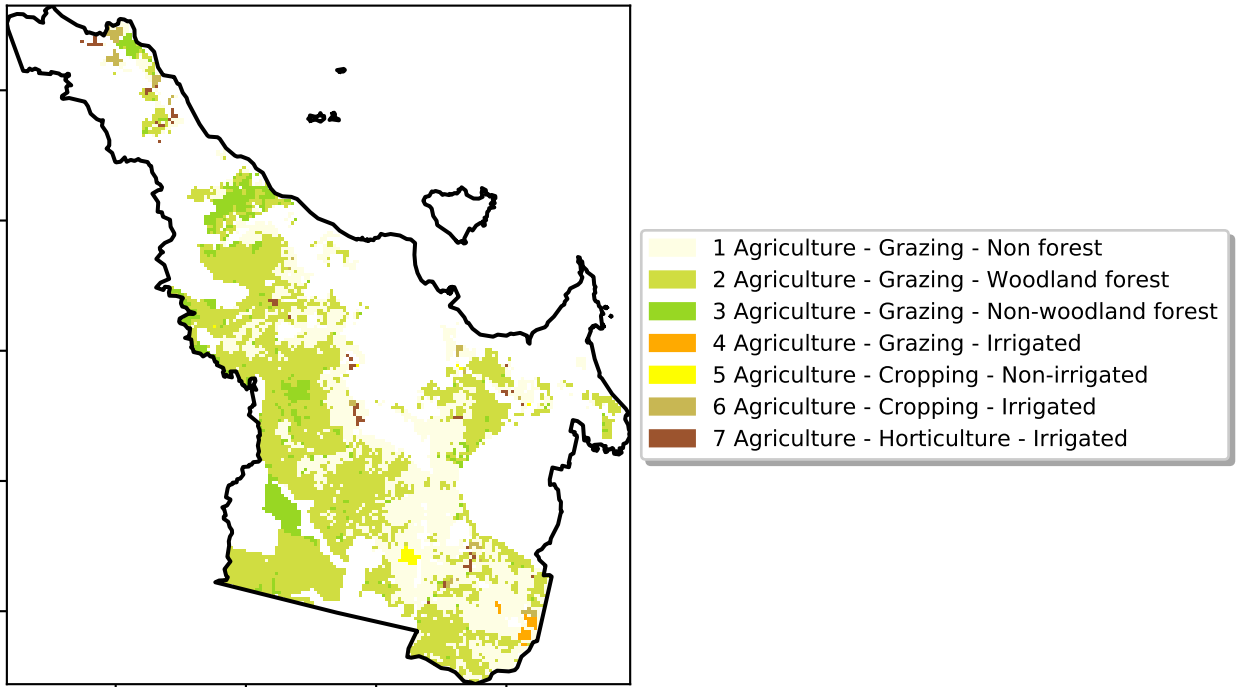 1 Agriculture - Grazing - Non forest
2 Agriculture - Grazing - Woodland forest
3 Agriculture - Grazing - Non-woodland forest
4 Agriculture - Grazing - Irrigated
5 Agriculture - Cropping - Non-irrigated
6 Agriculture - Cropping - Irrigated
7 Agriculture - Horticulture - Irrigated